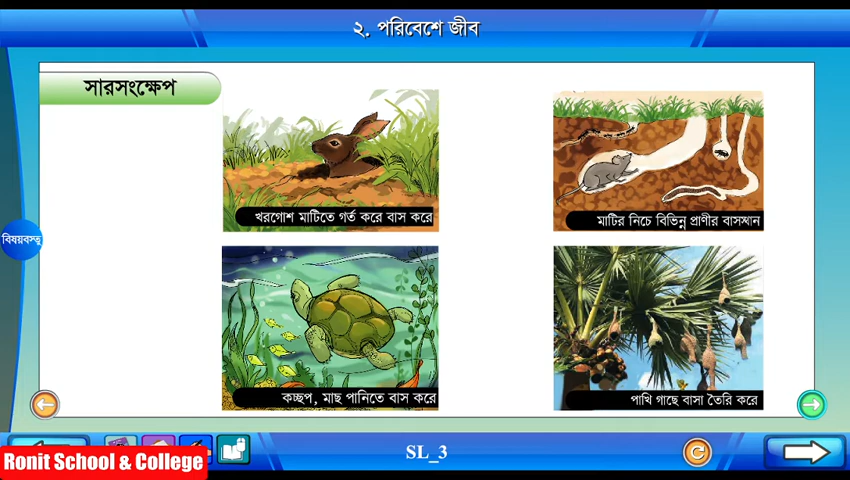 ২. পরিবেশে জীব
সারসংক্ষেপ
খরগোশ মাটিতে গর্ত করে বাস করে
মাটির নিচে বিভিন্ন প্রাণীর বাসস্থান
বিষয়বস্তু
কচ্ছপ, মাছ পানিতে বাস করে
পাখি গাছে বাসা তৈরি করে
SL_3
Ronit School & College